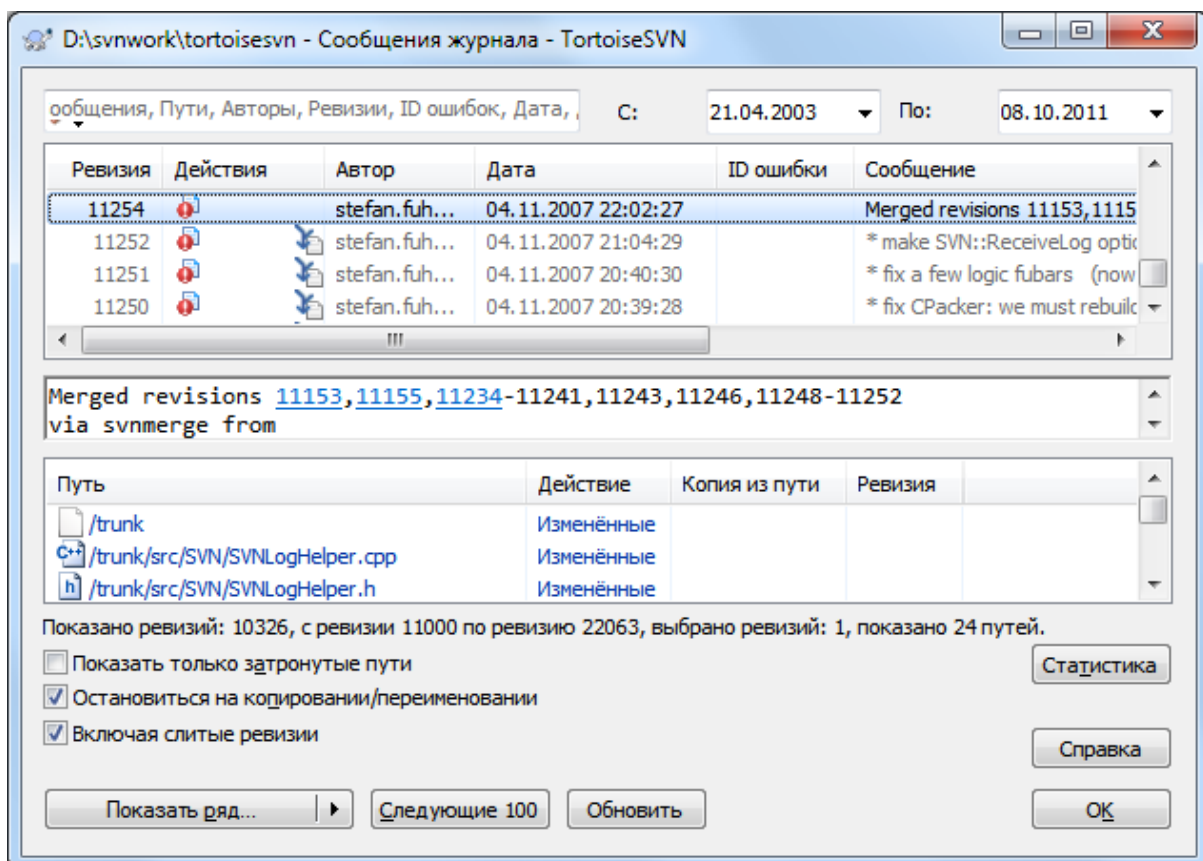 D:\svnwork\tortoisesvn - Сообщения журнала - TortoiseSVN
ообщения, Пути, Авторы, Ревизии, ID ошибок, Дата, С: 21.04.2003 По: 08.10.2011
Ревизия Действия Автор Дата ID ошибки Сообщение
11254 stefan.fuh... 04.11.2007 22:02:27 Merged revisions 11153,1115
11252 stefan.fuh... 04.11.2007 21:04:29 * make SVN::ReceiveLog optic
11251 stefan.fuh... 04.11.2007 20:40:30 * fix a few logic fubars (now
11250 stefan.fuh... 04.11.2007 20:39:28 * fix CPacker: we must rebuild
Merged revisions 11153,11155,11234-11241,11243,11246,11248-11252
via svnmerge from
Путь Действие Копия из пути Ревизия
/trunk Изменённые
C++ /trunk/src/SVN/SVNLogHelper.cpp Изменённые
h /trunk/src/SVN/SVNLogHelper.h Изменённые
Показано ревизий: 10326, с ревизии 11000 по ревизию 22063, выбрано ревизий: 1, показано 24 путей.
Показать только затронутые пути Статистика
Остановиться на копировании/переименовании
Включая слитые ревизии
Справка
Показать ряд... Следующие 100 Обновить OK